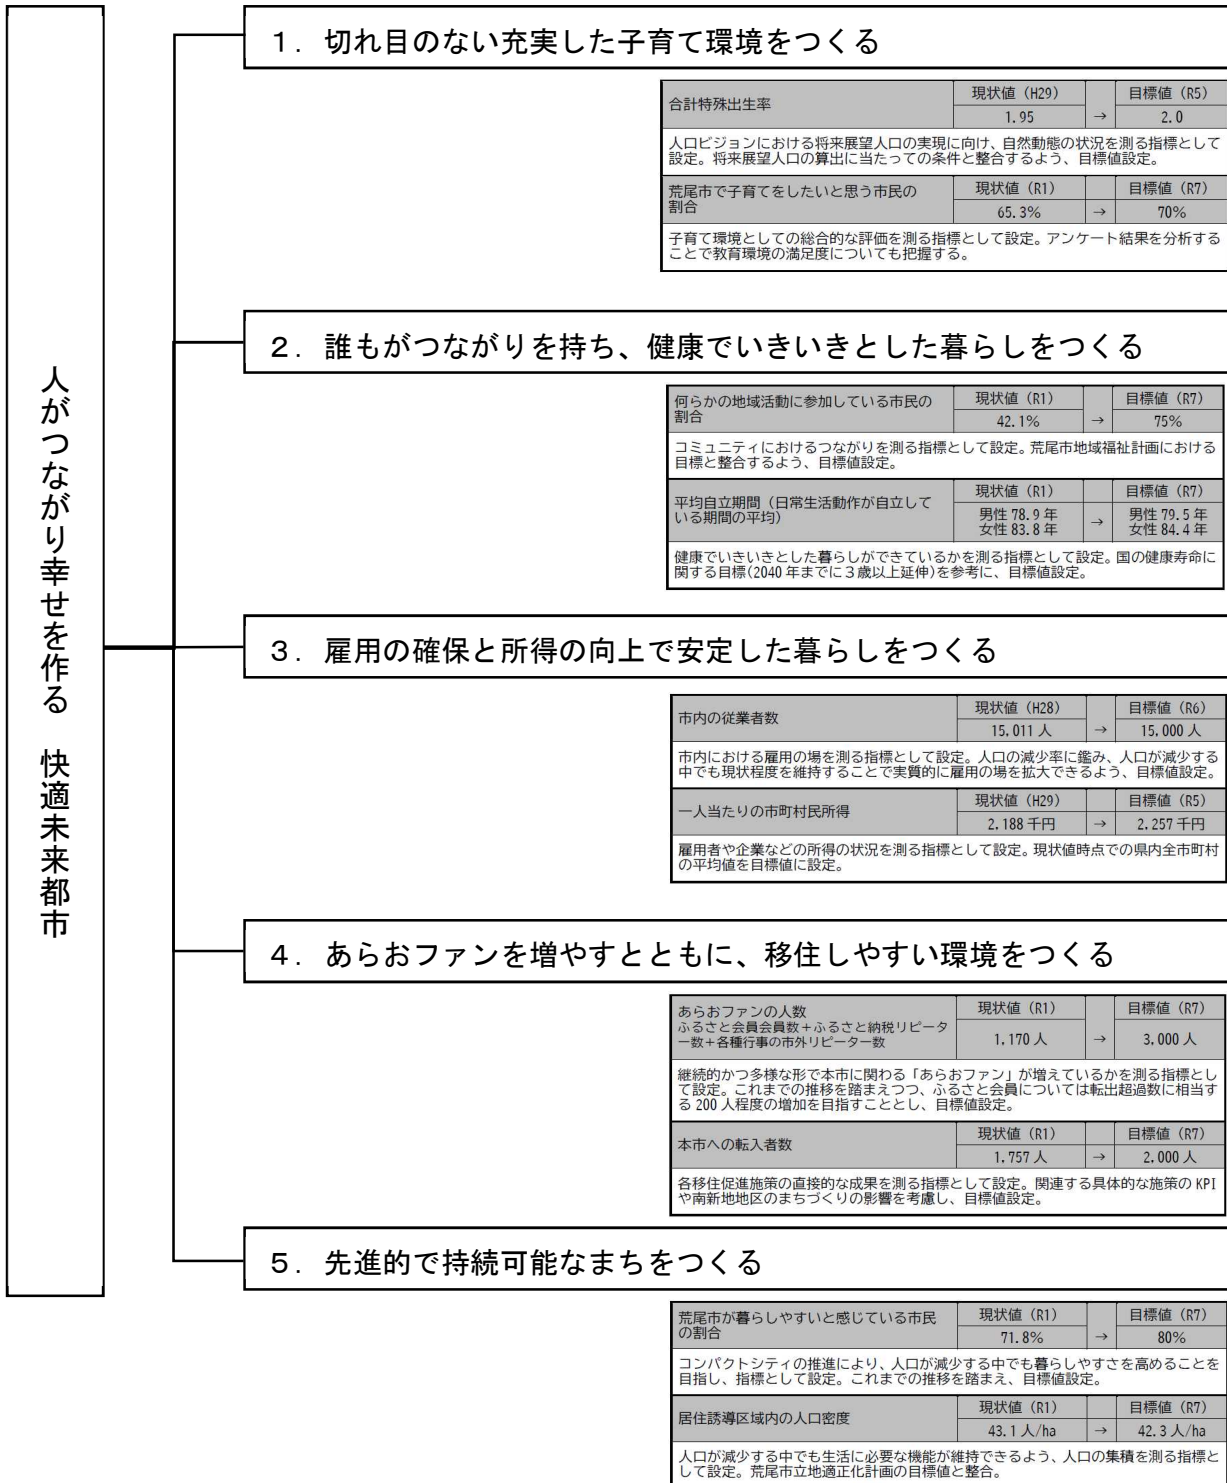 人がつながり幸せを作る　快適未来都市
１．切れ目のない充実した子育て環境をつくる
合計特殊出生率
現状値（H29）
目標値（R5）
1.95 → 2.0
人口ビジョンにおける将来展望人口の実現に向け、自然動態の状況を測る指標として
設定。将来展望人口の算出に当たっての条件と整合するよう、目標値設定。
荒尾市で子育てをしたいと思う市民の
割合
現状値（R1）
目標値（R7）
65.3% → 70%
子育て環境としての総合的な評価を測る指標として設定。アンケート結果を分析する
ことで教育環境の満足度についても把握する。
２．誰もがつながりを持ち、健康でいきいきとした暮らしをつくる
何らかの地域活動に参加している市民の
割合
現状値（R1）
目標値（R7）
42.1% → 75%
コミュニティにおけるつながりを測る指標として設定。荒尾市地域福祉計画における
目標と整合するよう、目標値設定。
平均自立期間（日常生活動作が自立して
いる期間の平均）
現状値（R1）
目標値（R7）
男性 78.9 年 → 男性 79.5 年
女性 83.8 年 女性 84.4 年
健康でいきいきとした暮らしができているかを測る指標として設定。国の健康寿命に
関する目標（2040 年までに３歳以上延伸）を参考に、目標値設定。
３．雇用の確保と所得の向上で安定した暮らしをつくる
市内の従業者数
現状値（H28）
目標値（R6）
15,011 人 → 15,000 人
市内における雇用の場を測る指標として設定。人口の減少率に鑑み、人口が減少する
中でも現状程度を維持することで実質的に雇用の場を拡大できるよう、目標値設定。
一人当たりの市町村民所得
現状値（H29）
目標値（R5）
2,188 千円 → 2,257 千円
雇用者や企業などの所得の状況を測る指標として設定。現状値時点での県内全市町村
の平均値を目標値に設定。
４．あらおファンを増やすとともに、移住しやすい環境をつくる
あらおファンの人数
ふるさと会員会員数＋ふるさと納税リピータ
ー数＋各種行事の市外リピーター数
現状値（R1）
目標値（R7）
1,170 人 → 3,000 人
継続的かつ多様な形で本市に関わる「あらおファン」が増えているかを測る指標とし
て設定。これまでの推移を踏まえつつ、ふるさと会員については転出超過数に相当す
る 200 人程度の増加を目指すこととし、目標値設定。
本市への転入者数
現状値（R1）
目標値（R7）
1,757 人 → 2,000 人
各移住促進施策の直接的な成果を測る指標として設定。関連する具体的な施策の KPI
や南新地地区のまちづくりの影響を考慮し、目標値設定。
５．先進的で持続可能なまちをつくる
荒尾市が暮らしやすいと感じている市民
の割合
現状値（R1）
目標値（R7）
71.8% → 80%
コンパクトシティの推進により、人口が減少する中でも暮らしやすさを高めることを
目指し、指標として設定。これまでの推移を踏まえ、目標値設定。
居住誘導区域内の人口密度
現状値（R1）
目標値（R7）
43.1 人/ha → 42.3 人/ha
人口が減少する中でも生活に必要な機能が維持できるよう、人口の集積を測る指標と
して設定。荒尾市立地適正化計画の目標値と整合。